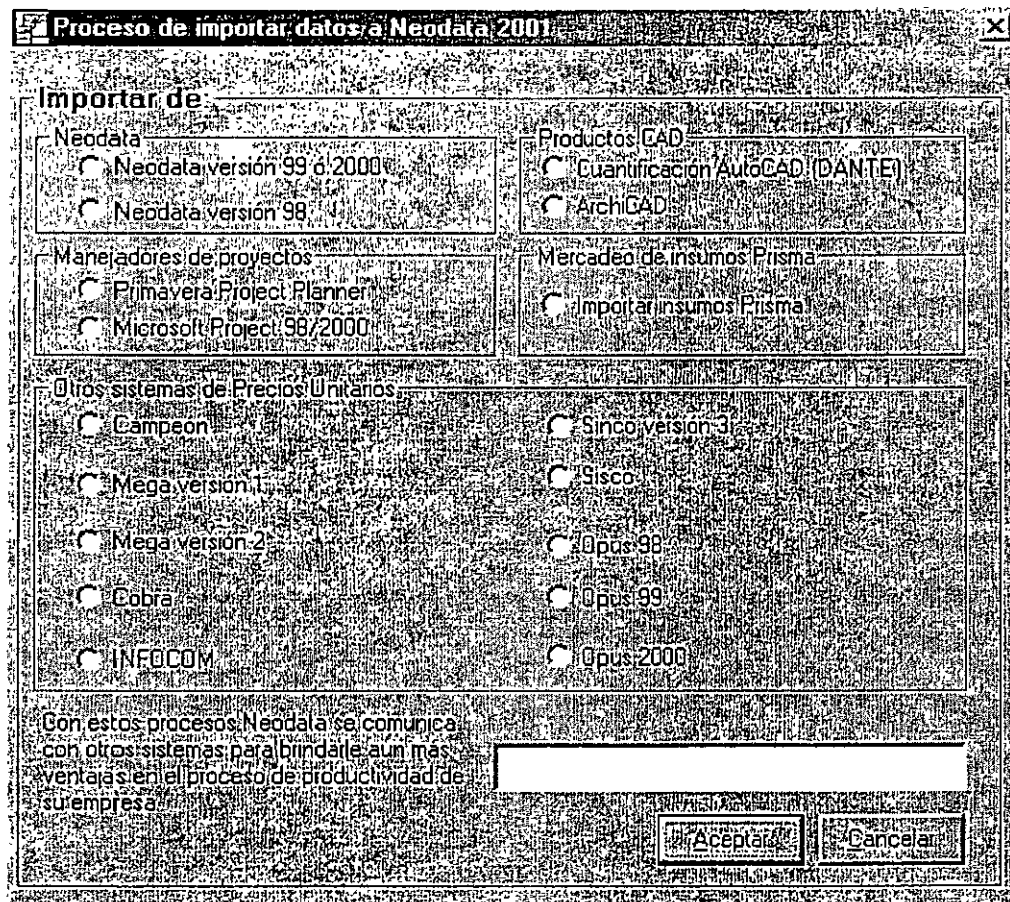 Proceso de importar datos a Neodata 2001
Importar de:
Neodata
Neodata versión 99 ó 2000
Neodata versión 98
Productos CAD
Cuantificación AutoCAD (DANTE)
ArchiCAD
Manejadores de proyectos
Primavera Project Planner
Microsoft Project 98/2000
Mercadeo de insumos Prisma
Importar insumos Prisma
Otros sistemas de Precios Unitarios
Campeon
Mega versión 1
Mega versión 2
Cobra
INFOCOM
Sinco versión 3
Sisco
Opus 98
Opus 99
Opus 2000
Con estos procesos Neodata se comunica
con otros sistemas para brindarle aun más
ventajas en el proceso de productividad de
su empresa
Aceptar
Cancelar